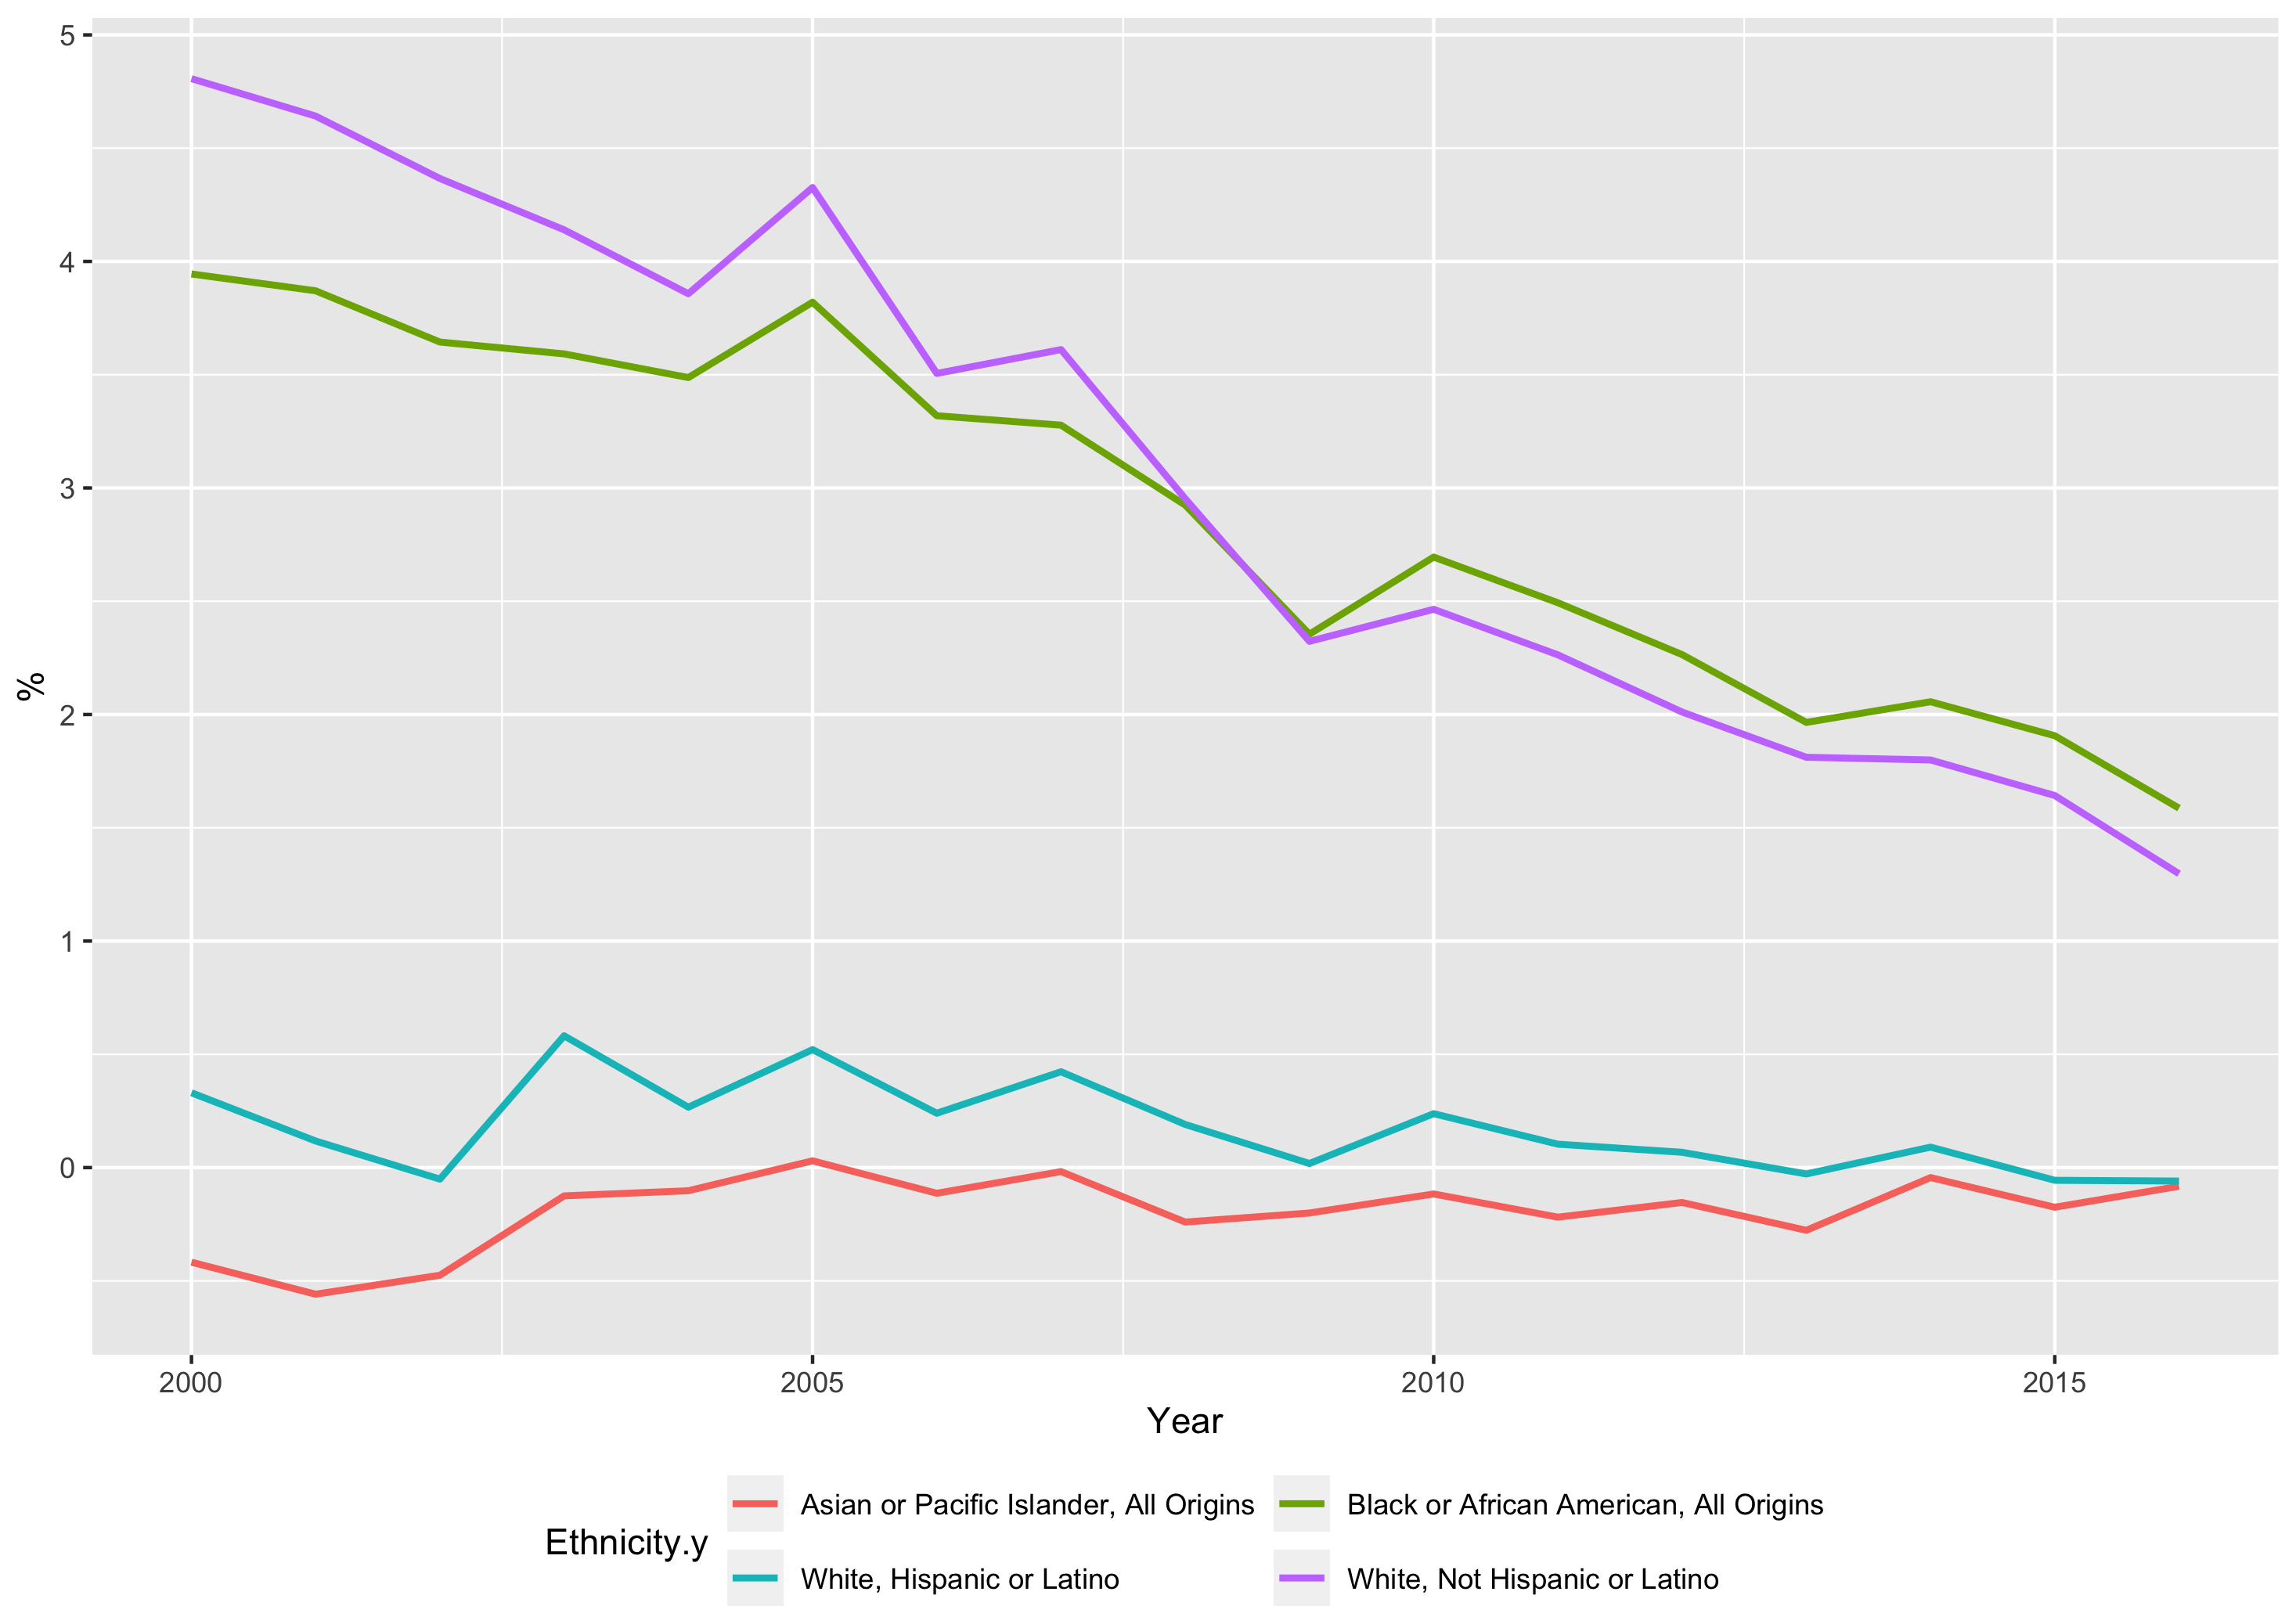 5
4
3
2
1
0
%
2000 2005 2010 2015
Year
Ethnicity.y
Asian or Pacific Islander, All Origins Black or African American, All Origins
White, Hispanic or Latino White, Not Hispanic or Latino